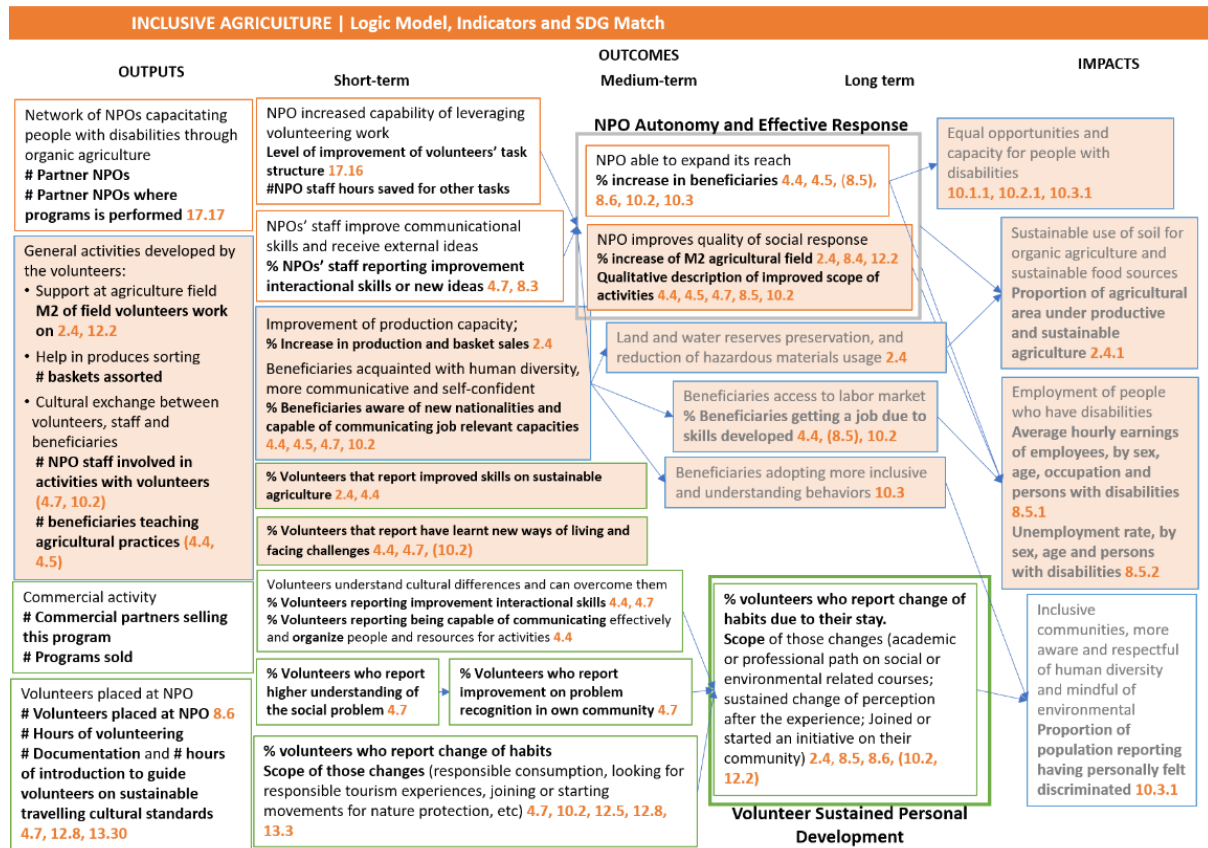 INCLUSIVE AGRICULTURE | Logic Model, Indicators and SDG Match
OUTPUTS
OUTCOMES
Short-term
Medium-term
Long term
IMPACTS
Network of NPOs capacitating
people with disabilities through
organic agriculture
# Partner NPOs
# Partner NPOs where
programs is performed 17.17
General activities developed by
the volunteers:
• Support at agriculture field
M2 of field volunteers work
on 2.4, 12.2
• Help in produces sorting
# baskets assorted
• Cultural exchange between
volunteers, staff and
beneficiaries
# NPO staff involved in
activities with volunteers
(4.7, 10.2)
# beneficiaries teaching
agricultural practices (4.4,
4.5)
Commercial activity
# Commercial partners selling
this program
# Programs sold
Volunteers placed at NPO
# Volunteers placed at NPO 8.6
# Hours of volunteering
# Documentation and # hours
of introduction to guide
volunteers on sustainable
travelling cultural standards
4.7, 12.8, 13.30
NPO increased capability of leveraging
volunteering work
Level of improvement of volunteers' task
structure 17.16
#NPO staff hours saved for other tasks
NPOs' staff improve communicational
skills and receive external ideas
% NPOs' staff reporting improvement
interactional skills or new ideas 4.7, 8.3
Improvement of production capacity;
% Increase in production and basket sales 2.4
Beneficiaries acquainted with human diversity,
more communicative and self-confident
% Beneficiaries aware of new nationalities and
capable of communicating job relevant capacities
4.4, 4.5, 4.7, 10.2
% Volunteers that report improved skills on sustainable
agriculture 2.4, 4.4
% Volunteers that report have learnt new ways of living and
facing challenges 4.4, 4.7, (10.2)
Volunteers understand cultural differences and can overcome them
% Volunteers reporting improvement interactional skills 4.4, 4.7
% Volunteers reporting being capable of communicating effectively
and organize people and resources for activities 4.4
% Volunteers who report
higher understanding of
the social problem 4.7
% Volunteers who report
improvement on problem
recognition in own community 4.7
% volunteers who report change of habits
Scope of those changes (responsible consumption, looking for
responsible tourism experiences, joining or starting
movements for nature protection, etc) 4.7, 10.2, 12.5, 12.8,
13.3
NPO Autonomy and Effective Response
NPO able to expand its reach
% increase in beneficiaries 4.4, 4.5, (8.5),
8.6, 10.2, 10.3
NPO improves quality of social response
% increase of M2 agricultural field 2.4, 8.4, 12.2
Qualitative description of improved scope of
activities 4.4, 4.5, 4.7, 8.5, 10.2
Land and water reserves preservation, and
reduction of hazardous materials usage 2.4
Beneficiaries access to labor market
% Beneficiaries getting a job due to
skills developed 4.4, (8.5), 10.2
Beneficiaries adopting more inclusive
and understanding behaviors 10.3
% volunteers who report change of
habits due to their stay.
Scope of those changes (academic
or professional path on social or
environmental related courses;
sustained change of perception
after the experience; Joined or
started an initiative on their
community) 2.4, 8.5, 8.6, (10.2,
12.2)
Volunteer Sustained Personal
Development
Equal opportunities and
capacity for people with
disabilities
10.1.1, 10.2.1, 10.3.1
Sustainable use of soil for
organic agriculture and
sustainable food sources
Proportion of agricultural
area under productive
and sustainable
agriculture 2.4.1
Employment of people
who have disabilities
Average hourly earnings
of employees, by sex,
age, occupation and
persons with disabilities
8.5.1
Unemployment rate, by
sex, age and persons
with disabilities 8.5.2
Inclusive
communities, more
aware and respectful
of human diversity
and mindful of
environmental
Proportion of
population reporting
having personally felt
discriminated 10.3.1